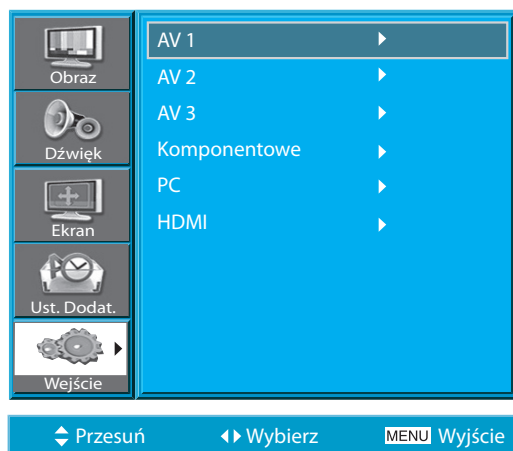 Obraz
Dźwięk
Ekran
Ust. Dodat.
Wejście
AV 1
AV 2
AV 3
Komponentowe
PC
HDMI
Przesuń Wybierz MENU Wyjście